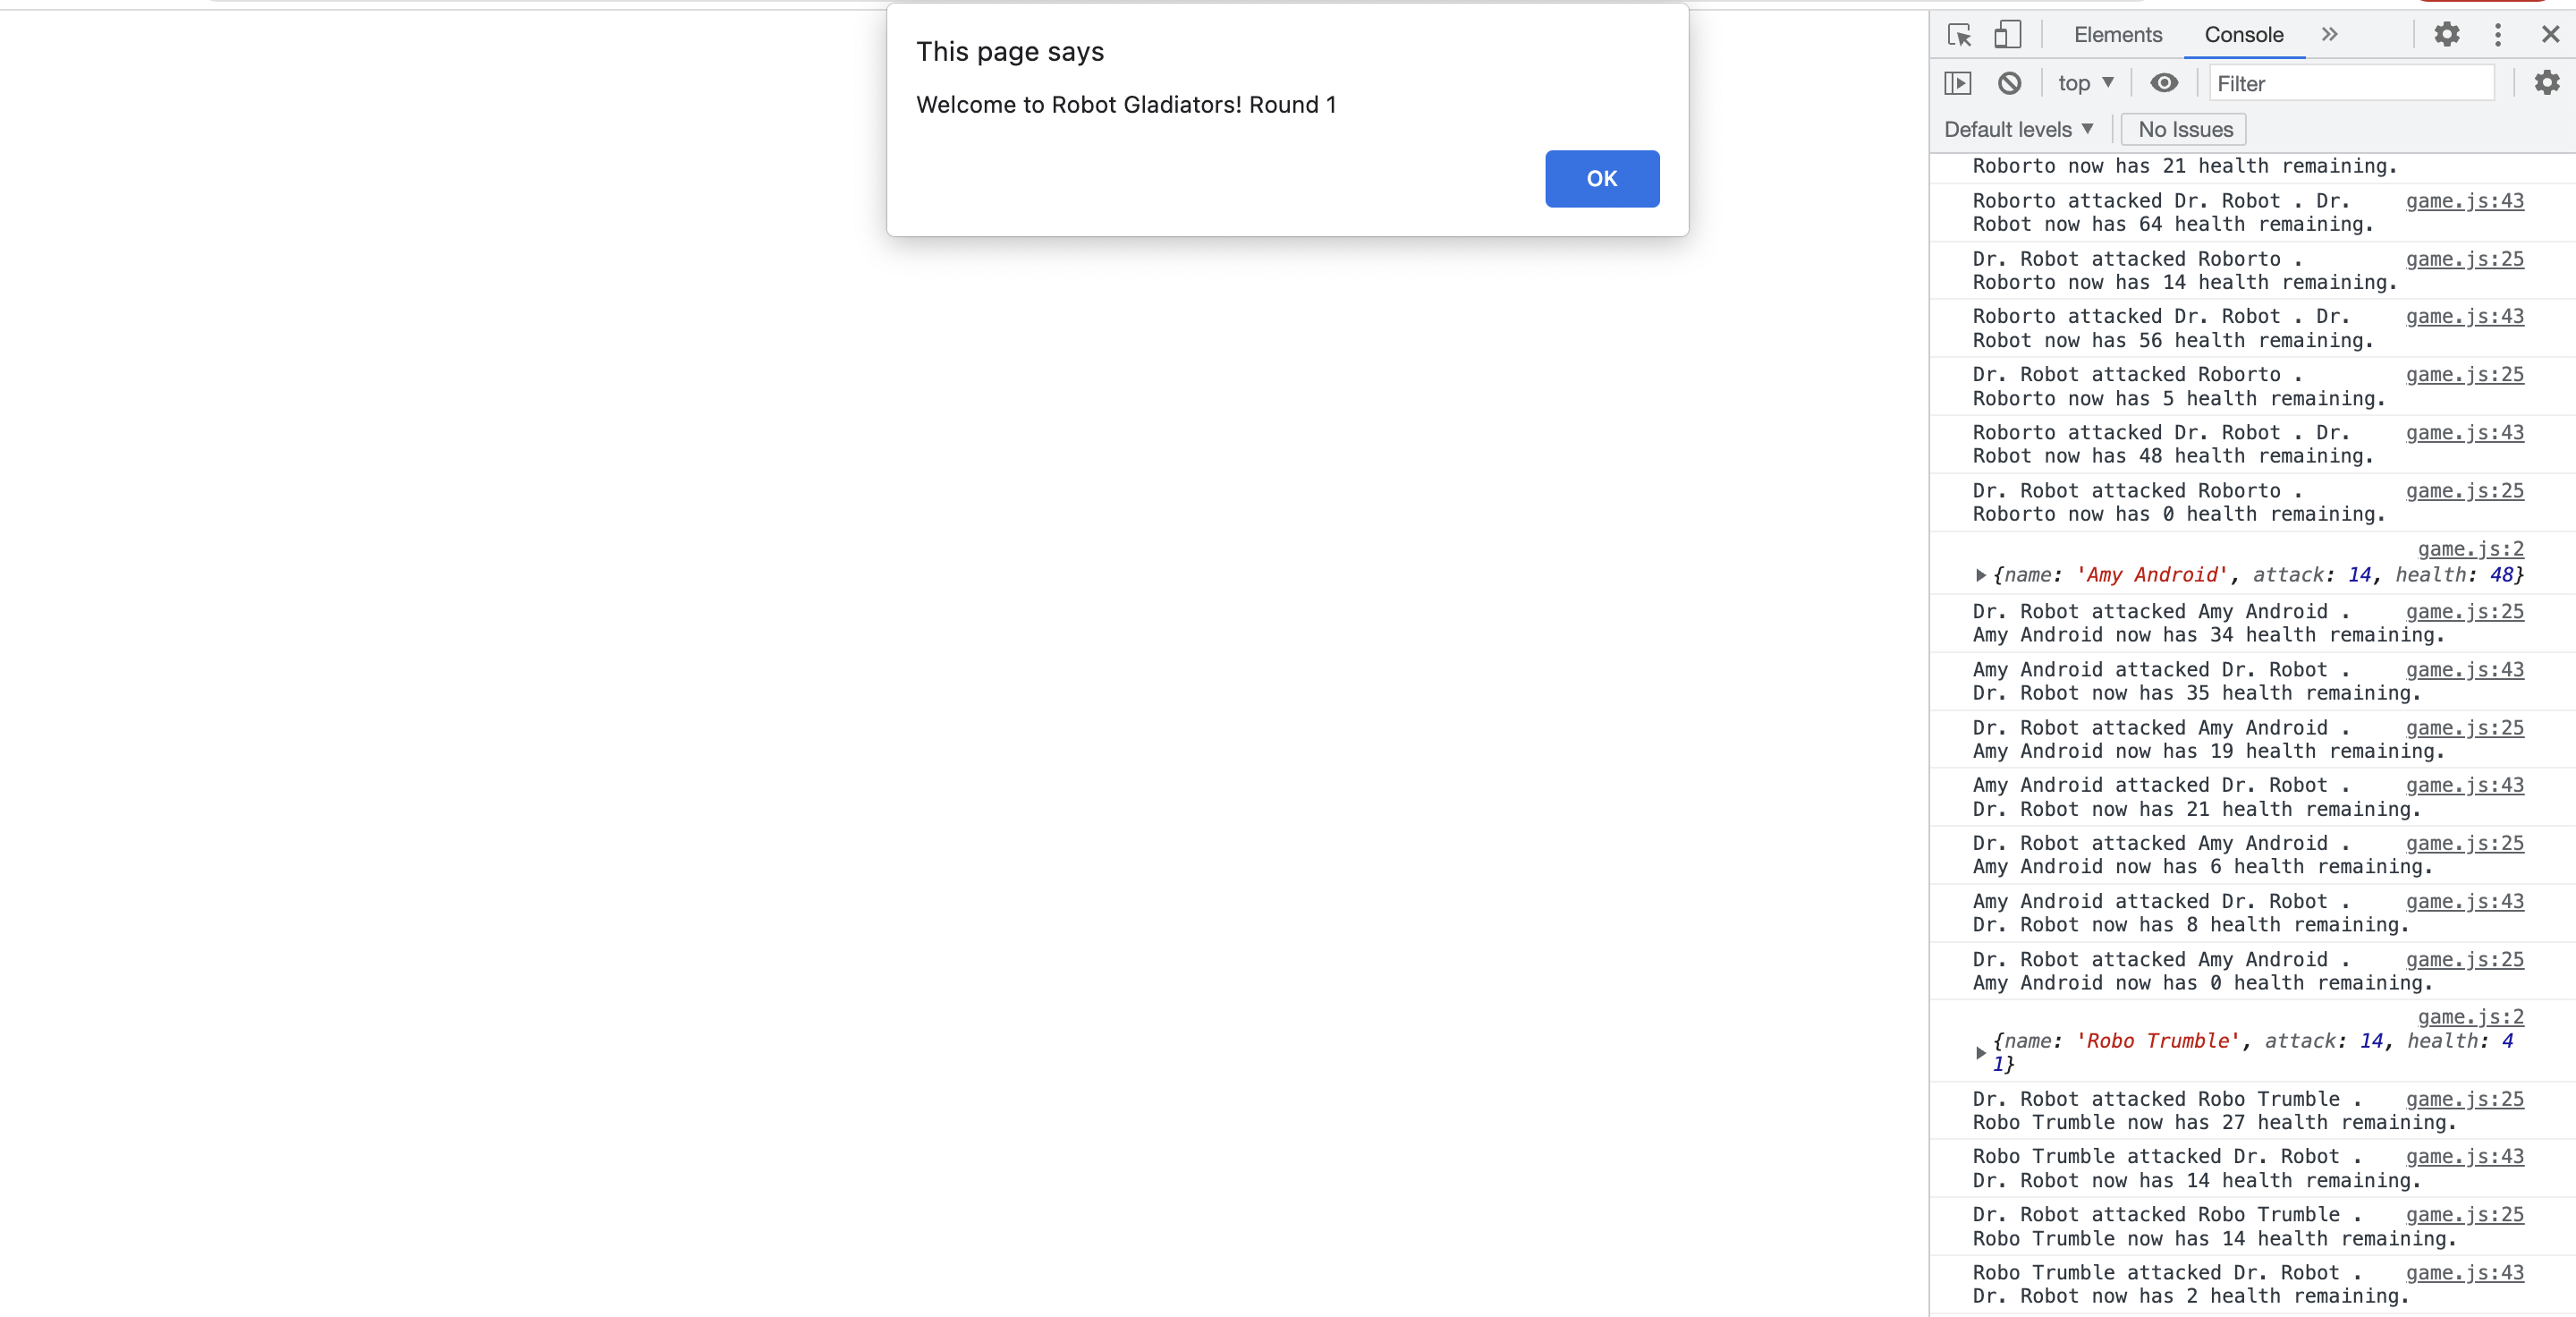 This page says
Welcome to Robot Gladiators! Round 1
OK
Elements Console
top Filter
Default levels No Issues
Roborto now has 21 health remaining.
Roborto attacked Dr. Robot . Dr. game.js:43
Robot now has 64 health remaining.
Dr. Robot attacked Roborto . game.js:25
Roborto now has 14 health remaining.
Roborto attacked Dr. Robot . Dr. game.js:43
Robot now has 56 health remaining.
Dr. Robot attacked Roborto . game.js:25
Roborto now has 5 health remaining.
Roborto attacked Dr. Robot . Dr. game.js:43
Robot now has 48 health remaining.
Dr. Robot attacked Roborto . game.js:25
Roborto now has 0 health remaining.
game.js:2
{name: 'Amy Android', attack: 14, health: 48}
Dr. Robot attacked Amy Android . game.js:25
Amy Android now has 34 health remaining.
Amy Android attacked Dr. Robot . game.js:43
Dr. Robot now has 35 health remaining.
Dr. Robot attacked Amy Android . game.js:25
Amy Android now has 19 health remaining.
Amy Android attacked Dr. Robot . game.js:43
Dr. Robot now has 21 health remaining.
Dr. Robot attacked Amy Android . game.js:25
Amy Android now has 6 health remaining.
Amy Android attacked Dr. Robot . game.js:43
Dr. Robot now has 8 health remaining.
Dr. Robot attacked Amy Android . game.js:25
Amy Android now has 0 health remaining.
game.js:2
{name: 'Robo Trumble', attack: 14, health: 4
1}
Dr. Robot attacked Robo Trumble . game.js:25
Robo Trumble now has 27 health remaining.
Robo Trumble attacked Dr. Robot . game.js:43
Dr. Robot now has 14 health remaining.
Dr. Robot attacked Robo Trumble . game.js:25
Robo Trumble now has 14 health remaining.
Robo Trumble attacked Dr. Robot . game.js:43
Dr. Robot now has 2 health remaining.